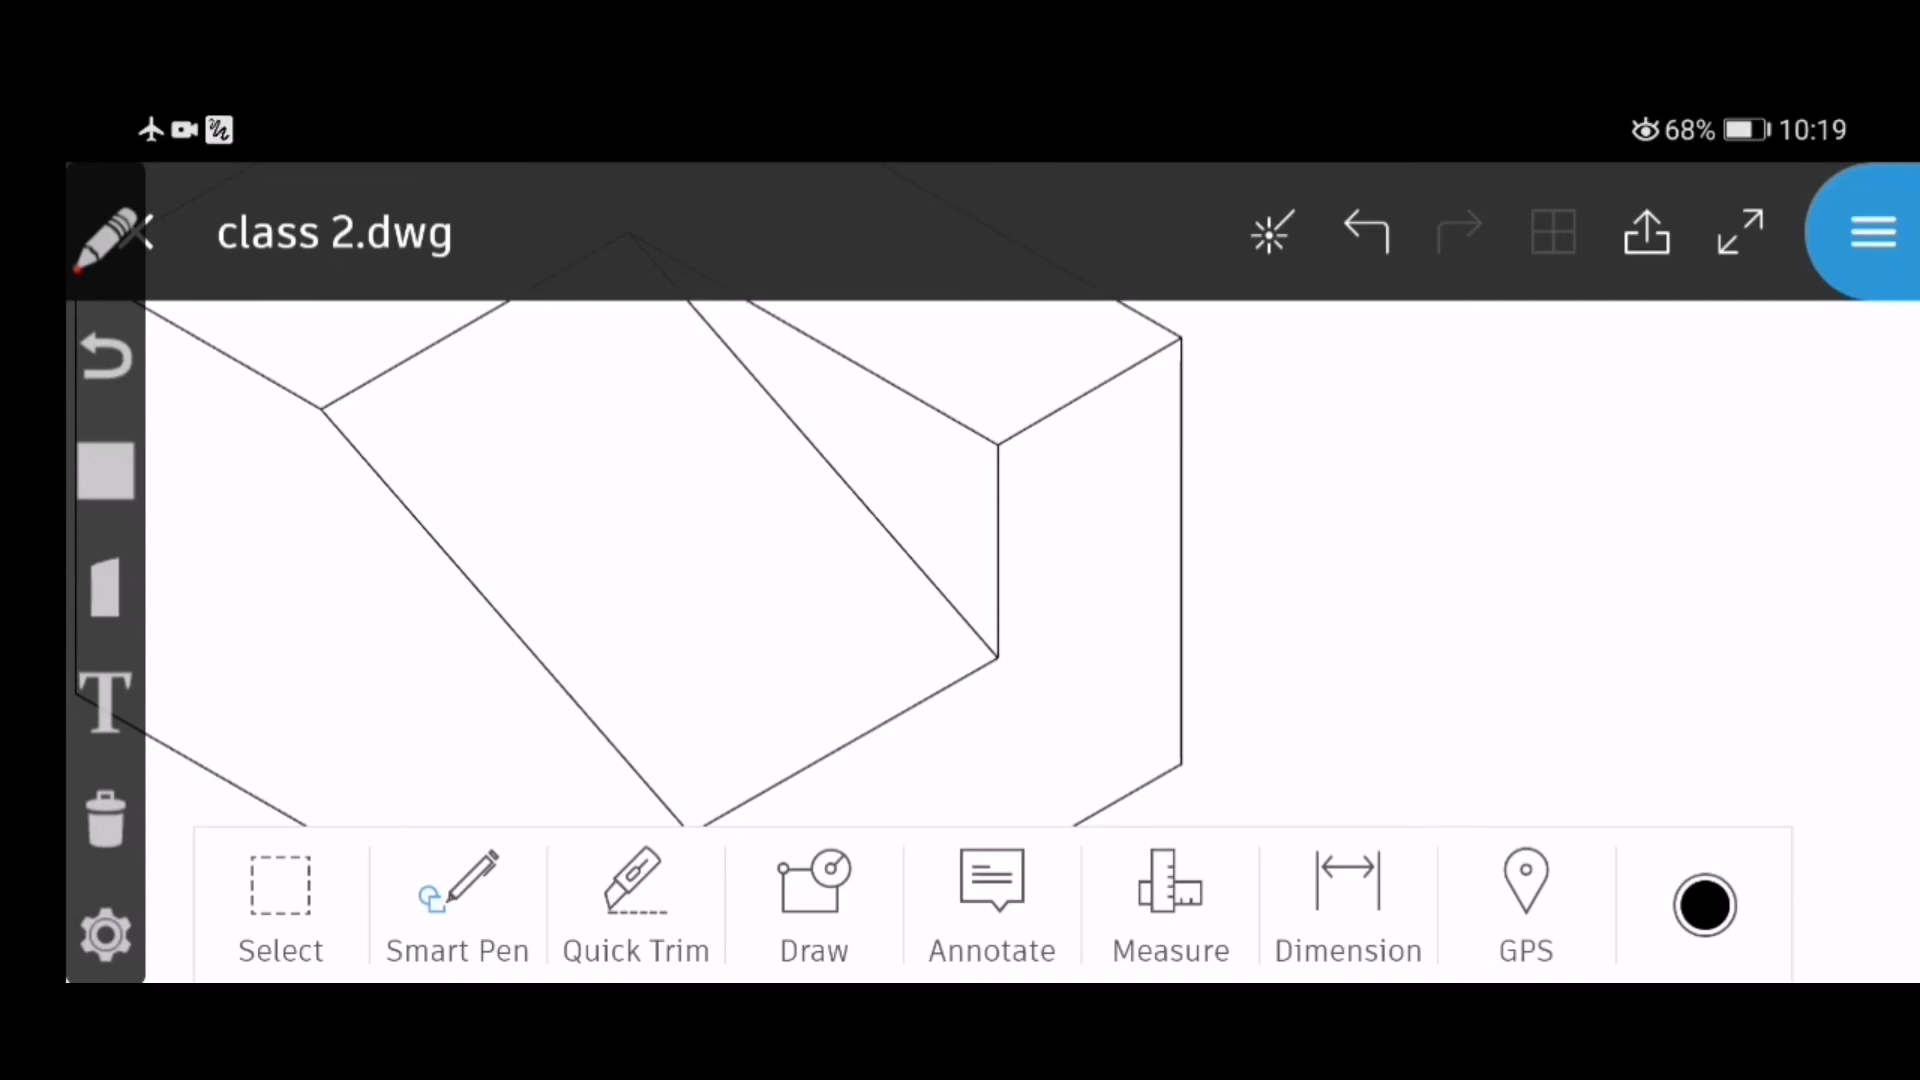 68% 10:19
class 2.dwg
T
Select Smart Pen Quick Trim Draw Annotate Measure Dimension GPS